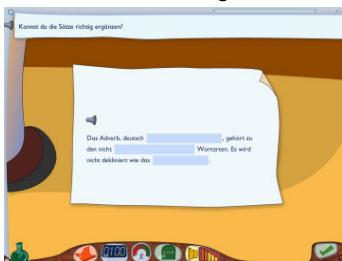 Kannst du die Sätze richtig ergänzen?
Das Adverb, deutsch , gehört zu
den nicht Wortarten. Es wird
nicht dekliniert wie das .
0100